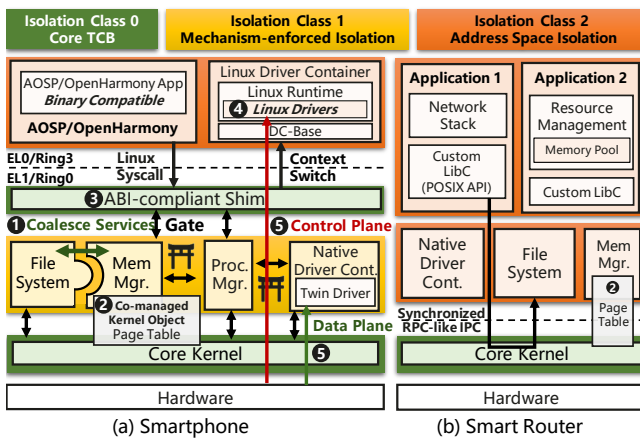 Isolation Class 0
Core TCB
Isolation Class 1
Mechanism-enforced Isolation
Isolation Class 2
Address Space Isolation
AOSP/OpenHarmony App
Binary Compatible
AOSP/OpenHarmony
Linux Driver Container
Linux Runtime
4 Linux Drivers
DC-Base
EL0/Ring3
EL1/Ring0
Linux
Syscall
Context
Switch
3 ABI-compliant Shim
1 Coalesce Services
Gate
5 Control Plane
File
System
Mem
Mgr.
Proc.
Mgr.
Native
Driver Cont.
Twin Driver
2 Co-managed
Kernel Object
Page Table
Data Plane
Core Kernel
5
Hardware
(a) Smartphone
Application 1
Network
Stack
Custom LibC
(POSIX API)
Application 2
Resource
Management
Memory Pool
Custom LibC
Native
Driver
Cont.
File
System
Mem
Mgr.
2
Page
Table
Synchronized
RPC-like IPC
Core Kernel
Hardware
(b) Smart Router